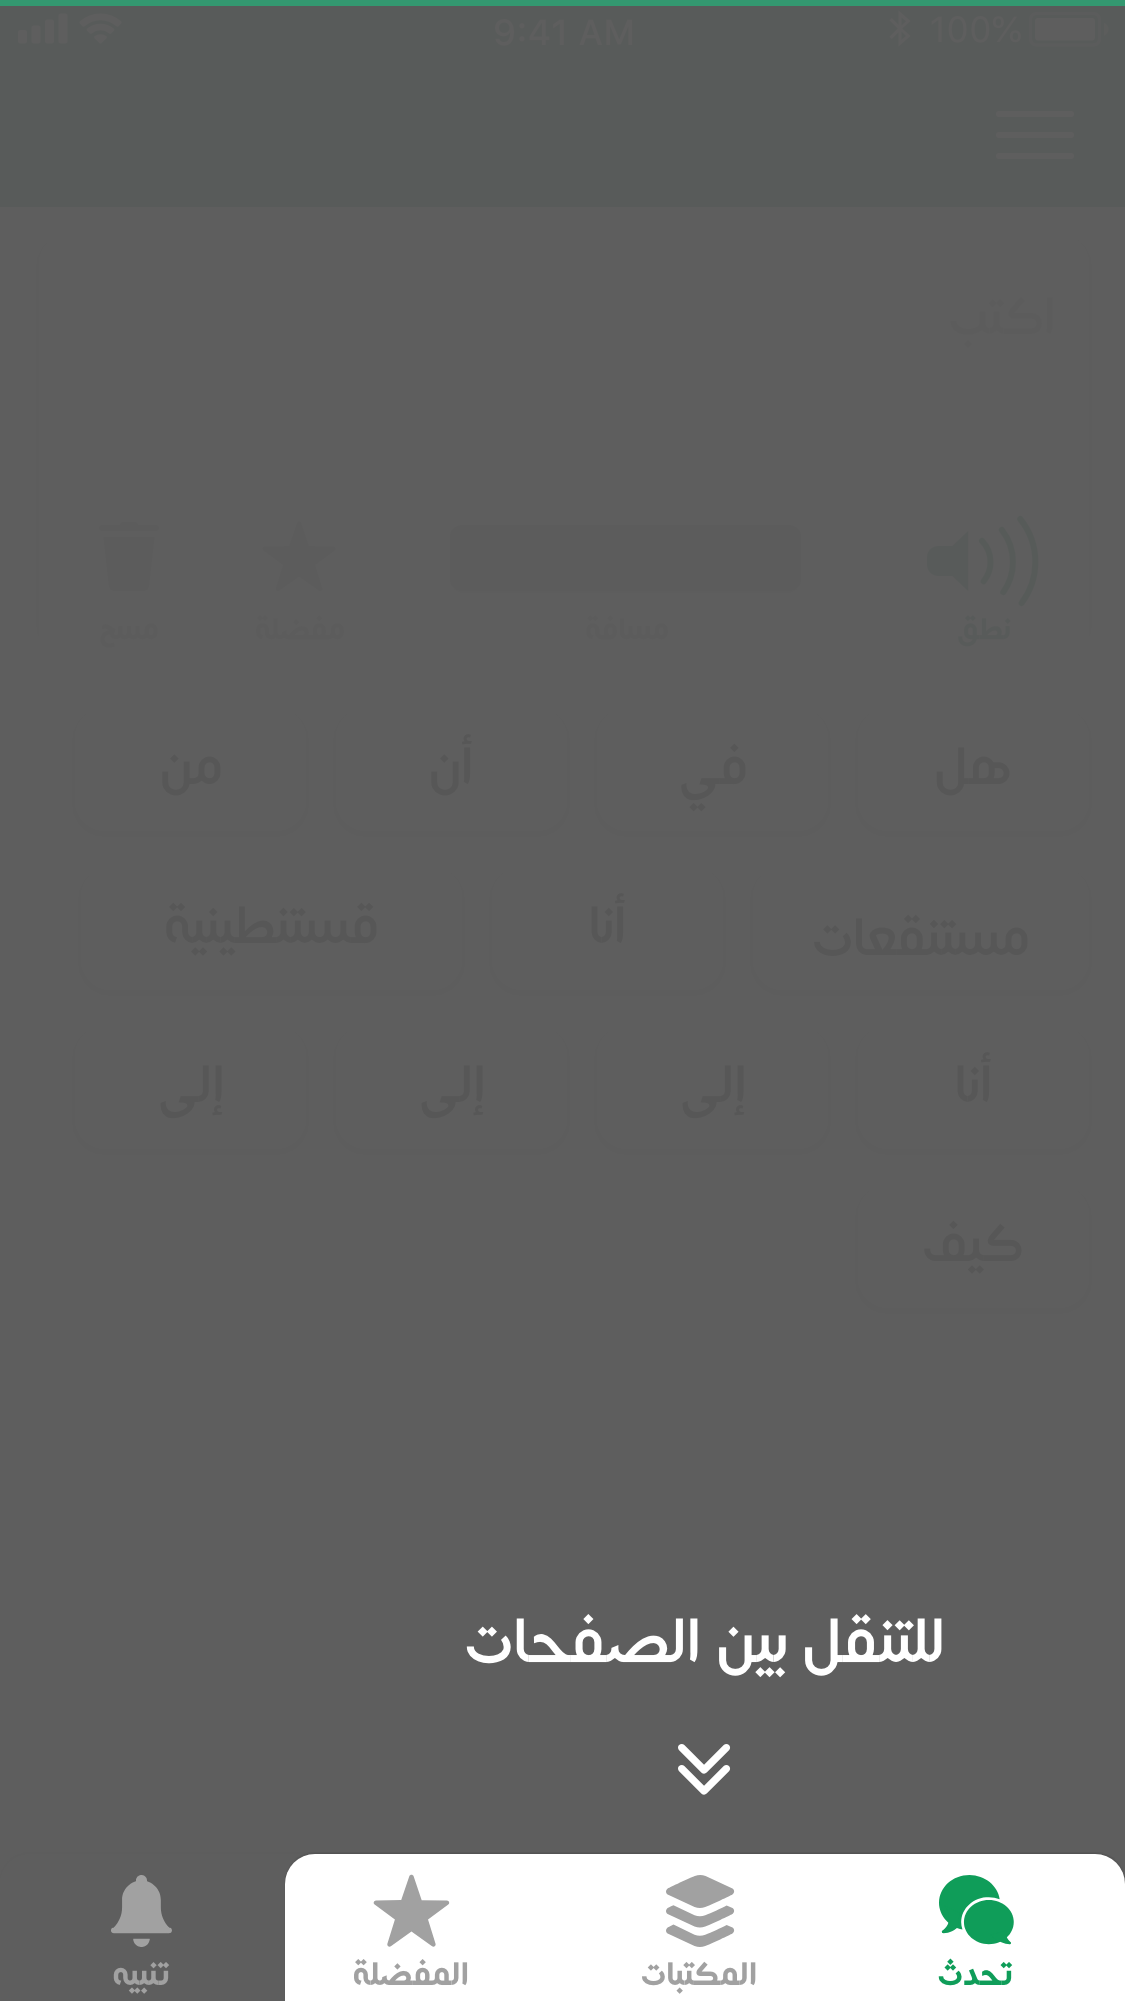 9:41 AM 100%
اكتب
نطق مسافة مفضلة مسح
هل في أن من
مستنقعات أنا قستنطينية
أنا إلى إلى إلى
كيف
للتنقل بين الصفحات
تحدث المكتبات المفضلة تنبيه